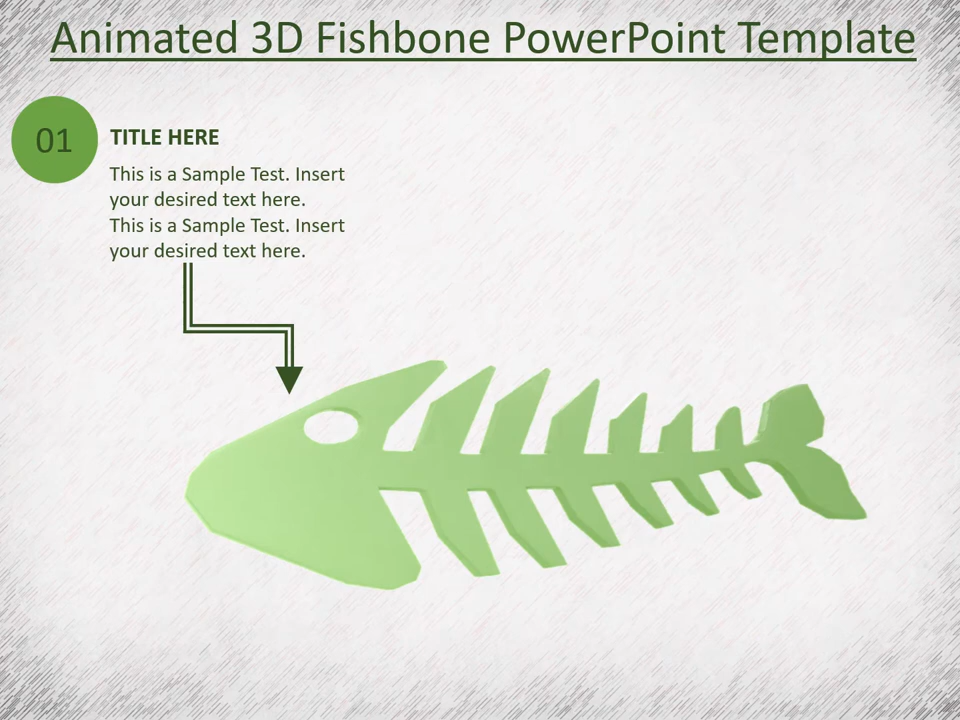 Animated 3D Fishbone PowerPoint Template
01
TITLE HERE
This is a Sample Test. Insert
your desired text here.
This is a Sample Test. Insert
your desired text here.